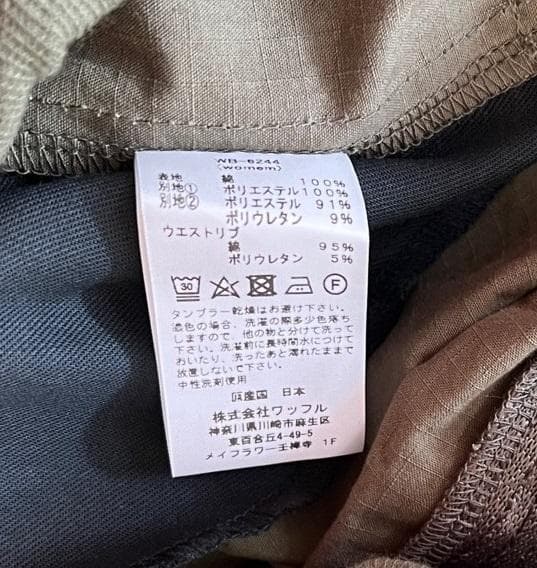 WB-6244
(womem)
表地 綿 100%
別地① ポリエステル100%
別地② ポリエステル 91%
ポリウレタン 9%
ウエストリブ
綿 95%
ポリウレタン 5%
30 F
タンブラー乾燥はお避け下さい。
濃色の場合、洗濯の際多少色落ち
しますので、他の物と分けて洗って
下さい。洗濯前に長時間水につけて
おいたり、洗ったあと濡れたままで
放置しないで下さい。
中性洗剤使用
原産国 日本
株式会社ワッフル
神奈川県川崎市麻生区
東百合丘4-49-5
メイフラワー王禅寺 1F